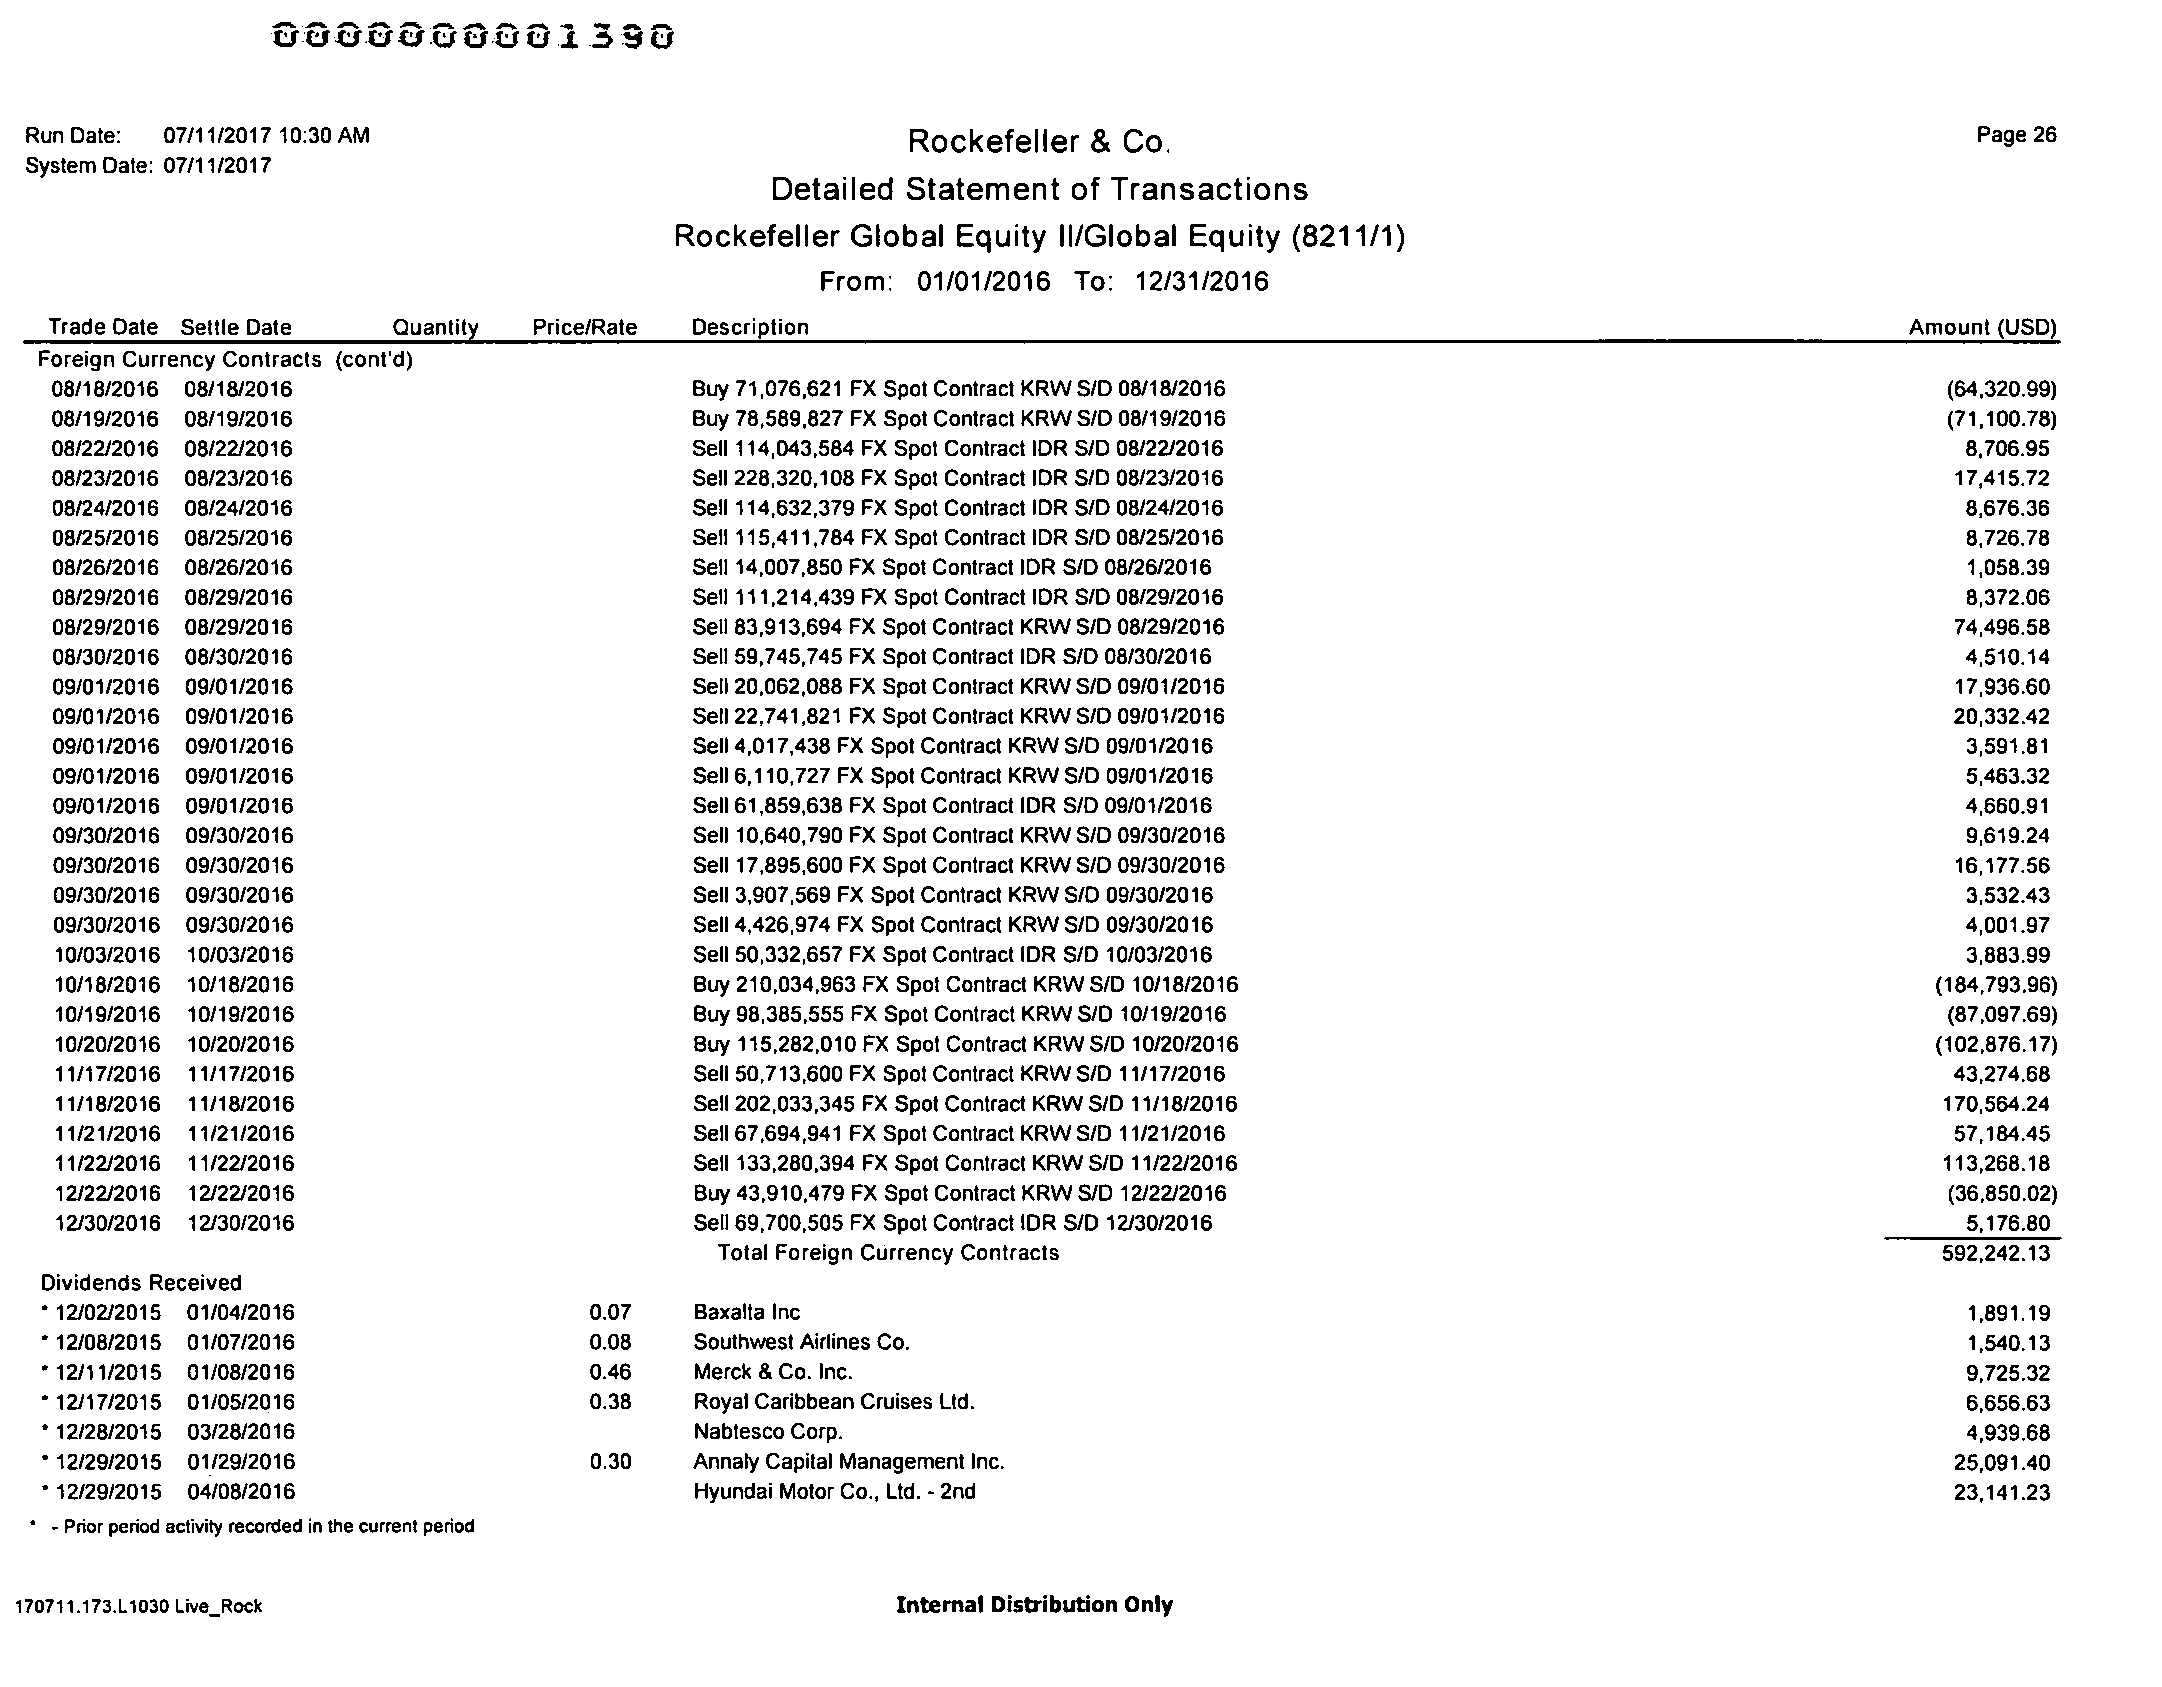 0000000001390
Run Date: 07/11/2017 10:30 AM
System Date: 07/11/2017
Rockefeller & Co.
Page 26
Detailed Statement of Transactions
Rockefeller Global Equity II/Global Equity (8211/1)
From: 01/01/2016 To: 12/31/2016
Trade Date Settle Date Quantity Price/Rate Description Amount (USD)
Foreign Currency Contracts (cont'd)
08/18/2016 08/18/2016 Buy 71,076,621 FX Spot Contract KRW S/D 08/18/2016 (64,320.99)
08/19/2016 08/19/2016 Buy 78,589,827 FX Spot Contract KRW S/D 08/19/2016 (71,100.78)
08/22/2016 08/22/2016 Sell 114,043,584 FX Spot Contract IDR S/D 08/22/2016 8,706.95
08/23/2016 08/23/2016 Sell 228,320,108 FX Spot Contract IDR S/D 08/23/2016 17,415.72
08/24/2016 08/24/2016 Sell 114,632,379 FX Spot Contract IDR S/D 08/24/2016 8,676.36
08/25/2016 08/25/2016 Sell 115,411,784 FX Spot Contract IDR S/D 08/25/2016 8,726.78
08/26/2016 08/26/2016 Sell 14,007,850 FX Spot Contract IDR S/D 08/26/2016 1,058.39
08/29/2016 08/29/2016 Sell 111,214,439 FX Spot Contract IDR S/D 08/29/2016 8,372.06
08/29/2016 08/29/2016 Sell 83,913,694 FX Spot Contract KRW S/D 08/29/2016 74,496.58
08/30/2016 08/30/2016 Sell 59,745,745 FX Spot Contract IDR S/D 08/30/2016 4,510.14
09/01/2016 09/01/2016 Sell 20,062,088 FX Spot Contract KRW S/D 09/01/2016 17,936.60
09/01/2016 09/01/2016 Sell 22,741,821 FX Spot Contract KRW S/D 09/01/2016 20,332.42
09/01/2016 09/01/2016 Sell 4,017,438 FX Spot Contract KRW S/D 09/01/2016 3,591.81
09/01/2016 09/01/2016 Sell 6,110,727 FX Spot Contract KRW S/D 09/01/2016 5,463.32
09/01/2016 09/01/2016 Sell 61,859,638 FX Spot Contract IDR S/D 09/01/2016 4,660.91
09/30/2016 09/30/2016 Sell 10,640,790 FX Spot Contract KRW S/D 09/30/2016 9,619.24
09/30/2016 09/30/2016 Sell 17,895,600 FX Spot Contract KRW S/D 09/30/2016 16,177.56
09/30/2016 09/30/2016 Sell 3,907,569 FX Spot Contract KRW S/D 09/30/2016 3,532.43
09/30/2016 09/30/2016 Sell 4,426,974 FX Spot Contract KRW S/D 09/30/2016 4,001.97
10/03/2016 10/03/2016 Sell 50,332,657 FX Spot Contract IDR S/D 10/03/2016 3,883.99
10/18/2016 10/18/2016 Buy 210,034,963 FX Spot Contract KRW S/D 10/18/2016 (184,793.96)
10/19/2016 10/19/2016 Buy 98,385,555 FX Spot Contract KRW S/D 10/19/2016 (87,097.69)
10/20/2016 10/20/2016 Buy 115,282,010 FX Spot Contract KRW S/D 10/20/2016 (102,876.17)
11/17/2016 11/17/2016 Sell 50,713,600 FX Spot Contract KRW S/D 11/17/2016 43,274.68
11/18/2016 11/18/2016 Sell 202,033,345 FX Spot Contract KRW S/D 11/18/2016 170,564.24
11/21/2016 11/21/2016 Sell 67,694,941 FX Spot Contract KRW S/D 11/21/2016 57,184.45
11/22/2016 11/22/2016 Sell 133,280,394 FX Spot Contract KRW S/D 11/22/2016 113,268.18
12/22/2016 12/22/2016 Buy 43,910,479 FX Spot Contract KRW S/D 12/22/2016 (36,850.02)
12/30/2016 12/30/2016 Sell 69,700,505 FX Spot Contract IDR S/D 12/30/2016 5,176.80
Total Foreign Currency Contracts 592,242.13
Dividends Received
* 12/02/2015 01/04/2016 0.07 Baxalta Inc 1,891.19
* 12/08/2015 01/07/2016 0.08 Southwest Airlines Co. 1,540.13
* 12/11/2015 01/08/2016 0.46 Merck & Co. Inc. 9,725.32
* 12/17/2015 01/05/2016 0.38 Royal Caribbean Cruises Ltd. 6,656.63
* 12/28/2015 03/28/2016 Nabtesco Corp. 4,939.68
* 12/29/2015 01/29/2016 0.30 Annaly Capital Management Inc. 25,091.40
* 12/29/2015 04/08/2016 Hyundai Motor Co., Ltd. - 2nd 23,141.23
* - Prior period activity recorded in the current period
170711.173.L1030 Live_Rock
Internal Distribution Only